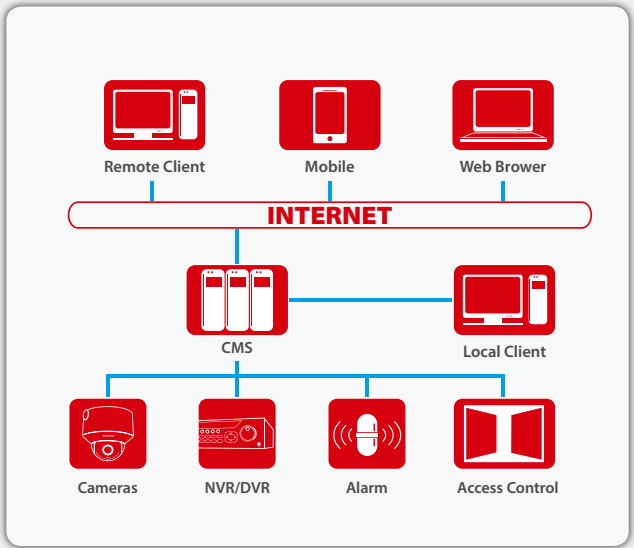 Remote Client
Mobile
Web Brower
INTERNET
CMS
Local Client
Cameras
NVR/DVR
Alarm
Access Control